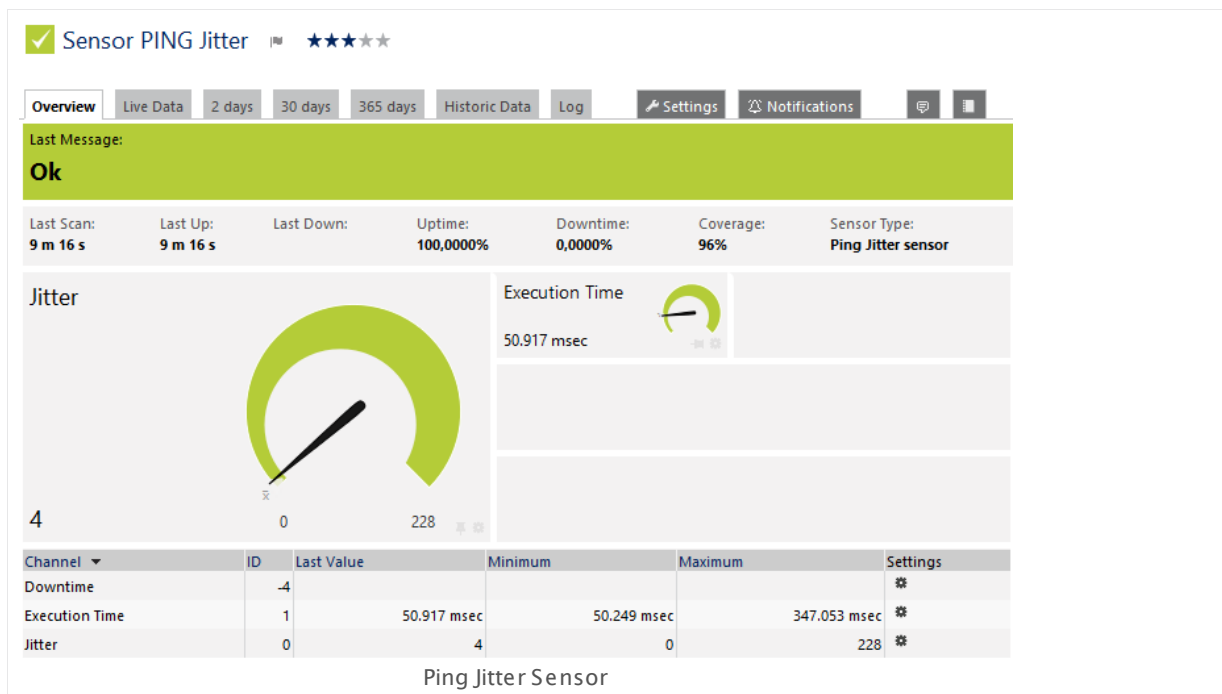 Sensor PING Jitter
Overview Live Data 2 days 30 days 365 days Historic Data Log Settings Notifications
Last Message:
Ok
Last Scan: Last Up: Last Down: Uptime: Downtime: Coverage: Sensor Type:
9 m 16 s 9 m 16 s 100,0000% 0,0000% 96% Ping Jitter sensor
Jitter
x̄
4 0 228
Execution Time
50.917 msec
Channel ID Last Value Minimum Maximum Settings
Downtime -4
Execution Time 1 50.917 msec 50.249 msec 347.053 msec
Jitter 0 4 0 228
Ping Jitter Sensor